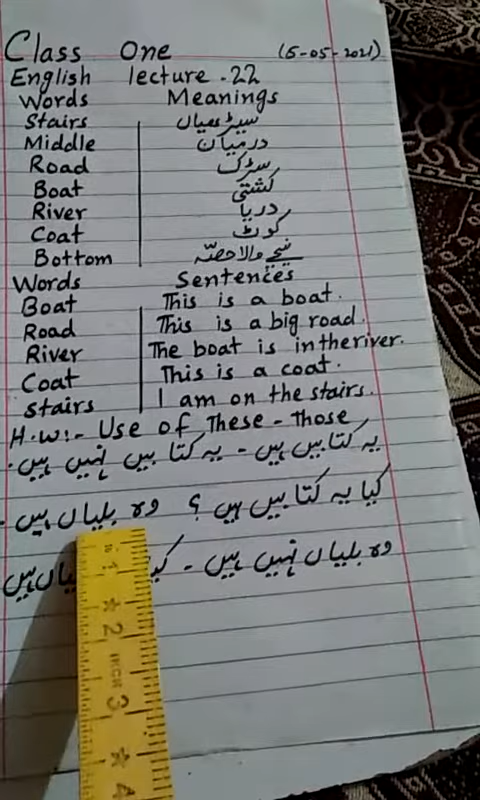 Class One (5-05-2021)
English lecture -22
Words Meanings
Stairs سیڑھیاں
Middle درمیان
Road سڑک
Boat کشتی
River دریا
Coat کوٹ
Bottom نیچے والا حصّہ
Words Sentences
Boat This is a boat.
Road This is a big road.
River The boat is in the river.
Coat This is a coat.
Stairs I am on the stairs.
H.W:- Use of These - Those
یہ کتابیں ہیں - یہ کتابیں نہیں ہیں -
کیا یہ کتابیں ہیں ؟ وہ بلیاں ہیں -
وہ بلیاں نہیں ہیں - ہیں